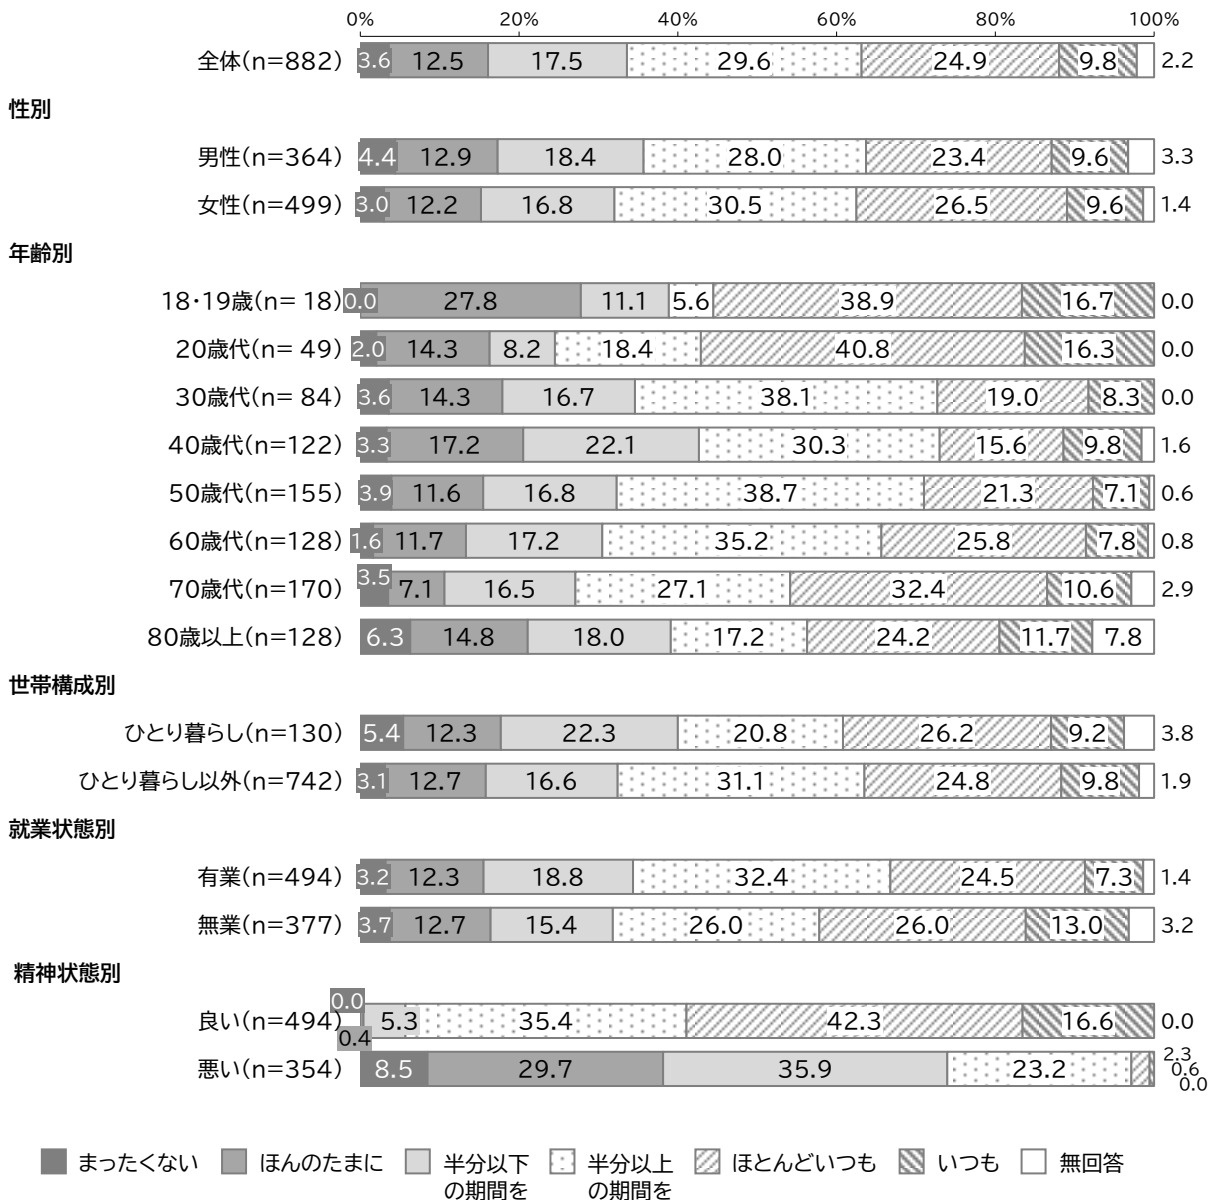 0% 20% 40% 60% 80% 100%
全体(n=882) 3.6 12.5 17.5 29.6 24.9 9.8 2.2
性別
男性(n=364) 4.4 12.9 18.4 28.0 23.4 9.6 3.3
女性(n=499) 3.0 12.2 16.8 30.5 26.5 9.6 1.4
年齢別
18・19歳(n= 18) 0.0 27.8 11.1 5.6 38.9 16.7 0.0
20歳代(n= 49) 2.0 14.3 8.2 18.4 40.8 16.3 0.0
30歳代(n= 84) 3.6 14.3 16.7 38.1 19.0 8.3 0.0
40歳代(n=122) 3.3 17.2 22.1 30.3 15.6 9.8 1.6
50歳代(n=155) 3.9 11.6 16.8 38.7 21.3 7.1 0.6
60歳代(n=128) 1.6 11.7 17.2 35.2 25.8 7.8 0.8
70歳代(n=170) 3.5 7.1 16.5 27.1 32.4 10.6 2.9
80歳以上(n=128) 6.3 14.8 18.0 17.2 24.2 11.7 7.8
世帯構成別
ひとり暮らし(n=130) 5.4 12.3 22.3 20.8 26.2 9.2 3.8
ひとり暮らし以外(n=742) 3.1 12.7 16.6 31.1 24.8 9.8 1.9
就業状態別
有業(n=494) 3.2 12.3 18.8 32.4 24.5 7.3 1.4
無業(n=377) 3.7 12.7 15.4 26.0 26.0 13.0 3.2
精神状態別
良い(n=494) 0.0 0.4 5.3 35.4 42.3 16.6 0.0
悪い(n=354) 8.5 29.7 35.9 23.2 2.3 0.6 0.0
まったくない ほんのたまに 半分以下 半分以上 ほとんどいつも いつも 無回答
の期間を の期間を